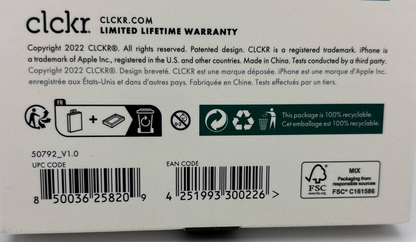 clckr.
CLCKR.COM
LIMITED LIFETIME WARRANTY
Copyright 2022 CLCKR®. All rights reserved. Patented design. CLCKR is a registered trademark. iPhone is
a trademark of Apple Inc., registered in the U.S. and other countries. Made in China. Tests conducted by a third party.
Copyright 2022 CLCKR®. Design breveté. CLCKR est une marque déposée. iPhone est une marque d'Apple Inc.
enregistrée aux États-Unis et dans d'autres pays. Fabriquée en Chine. Tests effectués par un tiers.
FR
+
This package is 100% recyclable.
Cet emballage est 100% recyclable.
50792_V1.0
UPC CODE
EAN CODE
8 50036 25820 9
4 251993 300226 >
FSC
MIX
Packaging from
responsible sources
FSC® C161586